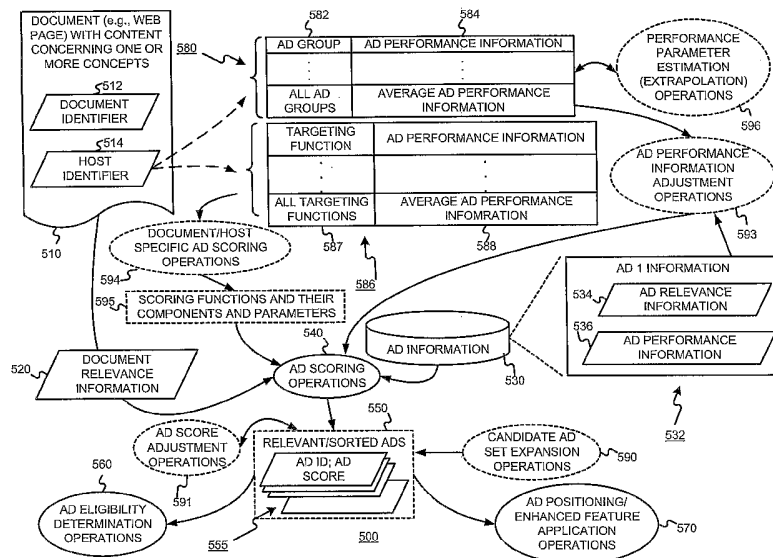 DOCUMENT (e.g., WEB
PAGE) WITH CONTENT
CONCERNING ONE OR
MORE CONCEPTS
512
DOCUMENT
IDENTIFIER
514
HOST
IDENTIFIER
510
580
582
584
AD GROUP
AD PERFORMANCE INFORMATION
ALL AD
GROUPS
AVERAGE AD PERFORMANCE
INFORMATION
TARGETING
FUNCTION
AD PERFORMANCE INFORMATION
ALL TARGETING
FUNCTIONS
AVERAGE AD PERFORMANCE
INFOMRATION
587
588
586
PERFORMANCE
PARAMETER
ESTIMATION
(EXTRAPOLATION)
OPERATIONS
596
AD PERFORMANCE
INFORMATION
ADJUSTMENT
OPERATIONS
593
DOCUMENT/HOST
SPECIFIC AD SCORING
OPERATIONS
594
595
SCORING FUNCTIONS AND THEIR
COMPONENTS AND PARAMETERS
540
AD SCORING
OPERATIONS
AD INFORMATION
530
AD 1 INFORMATION
534
AD RELEVANCE
INFORMATION
536
AD PERFORMANCE
INFORMATION
532
520
DOCUMENT
RELEVANCE
INFORMATION
550
RELEVANT/SORTED ADS
AD ID; AD
SCORE
555
500
AD SCORE
ADJUSTMENT
OPERATIONS
591
CANDIDATE AD
SET EXPANSION
OPERATIONS
590
560
AD ELIGIBILITY
DETERMINATION
OPERATIONS
AD POSITIONING/
ENHANCED FEATURE
APPLICATION OPERATIONS
570